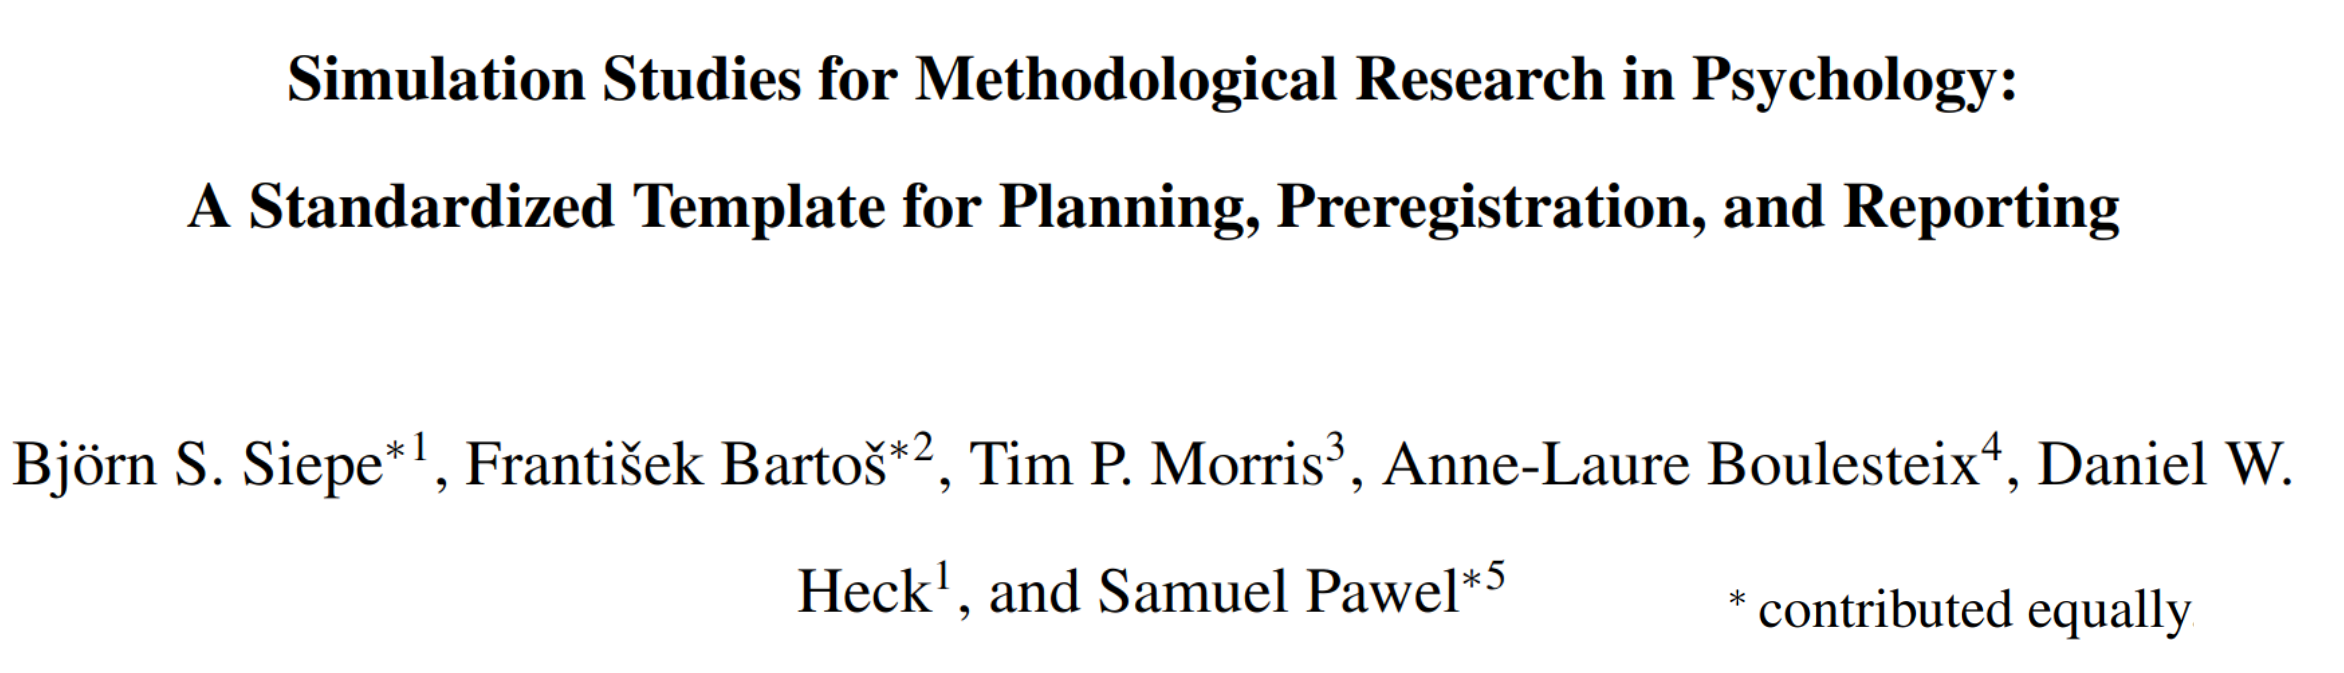 Simulation Studies for Methodological Research in Psychology:
A Standardized Template for Planning, Preregistration, and Reporting
Björn S. Siepe*1, František Bartoš*2, Tim P. Morris3, Anne-Laure Boulesteix4, Daniel W.
Heck1, and Samuel Pawel*5
* contributed equally